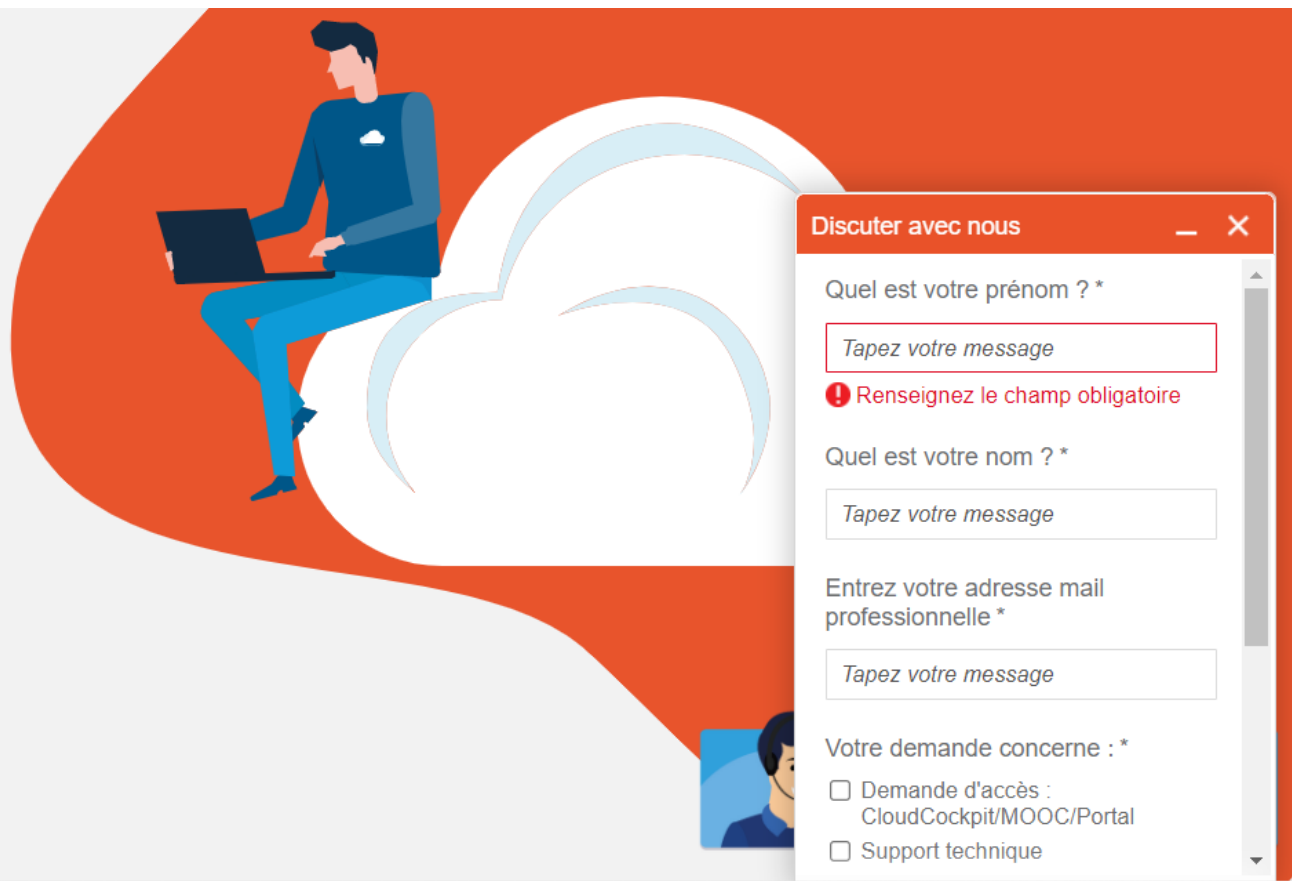 Discuter avec nous
Quel est votre prénom ? *
Tapez votre message
Renseignez le champ obligatoire
Quel est votre nom ? *
Tapez votre message
Entrez votre adresse mail
professionnelle *
Tapez votre message
Votre demande concerne : *
Demande d'accès :
CloudCockpit/MOOC/Portal
Support technique